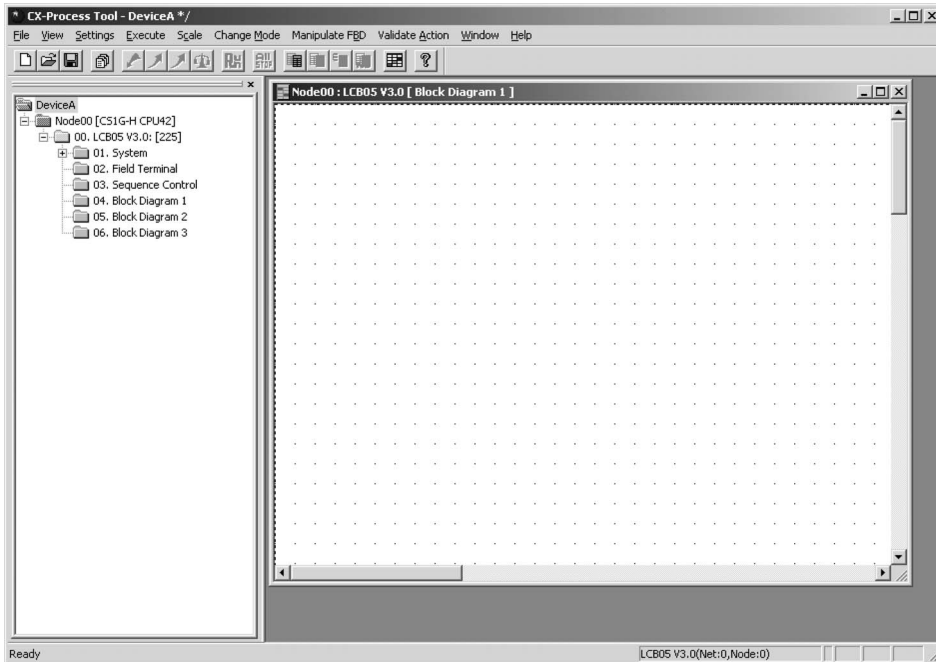 CX-Process Tool - DeviceA */
File View Settings Execute Scale Change Mode Manipulate FBD Validate Action Window Help
DeviceA
Node00 [CS1G-H CPU42]
00. LCB05 V3.0: [225]
01. System
02. Field Terminal
03. Sequence Control
04. Block Diagram 1
05. Block Diagram 2
06. Block Diagram 3
Node00 : LCB05 V3.0 [ Block Diagram 1 ]
Ready
LCB05 V3.0(Net:0,Node:0)